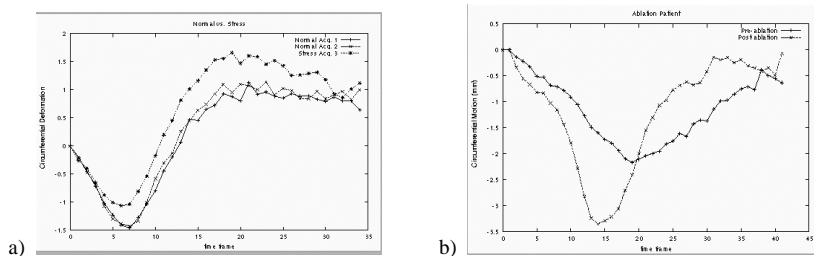 Normal vs. Stress
Normal Acq. 1
Normal Acq. 2
Stress Acq. 3
2
1.5
1
0.5
0
-0.5
-1
-1.5
Circumferential Deformation
0
5
10
15
20
25
30
35
time frame
a)
Ablation Patient
Pre-ablation
Post ablation
0.5
0
-0.5
-1
-1.5
-2
-2.5
-3
-3.5
Circumferential Motion (mm)
0
5
10
15
20
25
30
35
40
45
time frame
b)